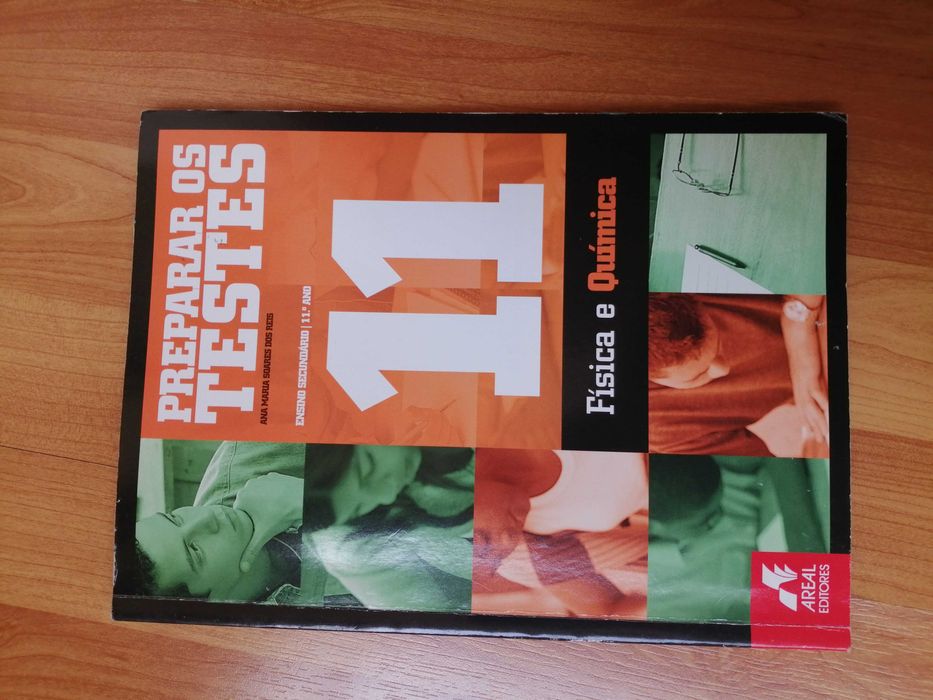 PREPARAR OS
TESTES
ANA MARIA SOARES DOS REIS
ENSINO SECUNDÁRIO | 11.º ANO
11
Física e Química
AREAL
EDITORES